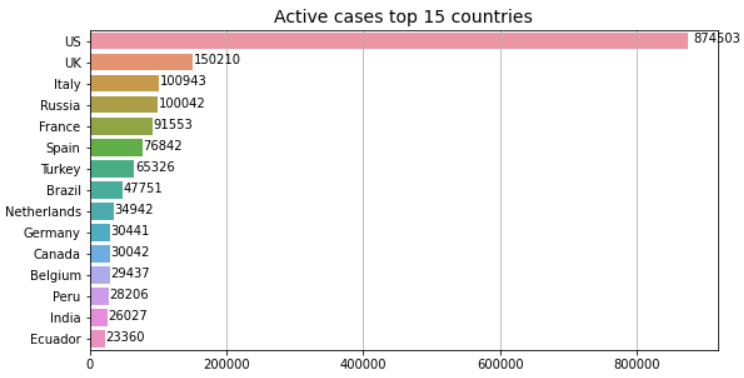 Active cases top 15 countries
US 874503
UK 150210
Italy 100943
Russia 100042
France 91553
Spain 76842
Turkey 65326
Brazil 47751
Netherlands 34942
Germany 30441
Canada 30042
Belgium 29437
Peru 28206
India 26027
Ecuador 23360
0 200000 400000 600000 800000